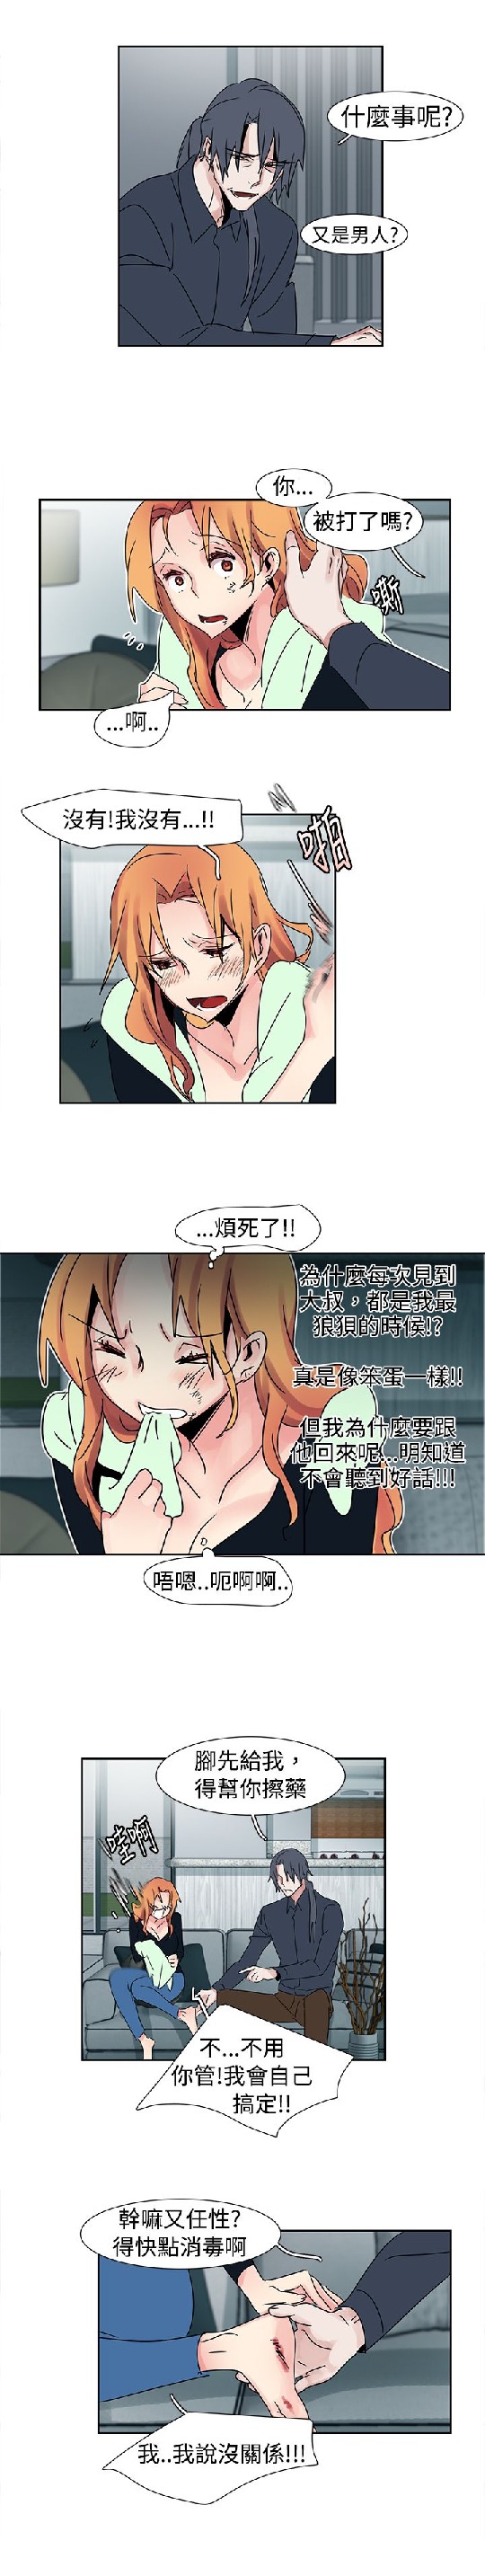 什麼事呢?
又是男人?
你...
被打了嗎?
嘶
...啊..
沒有!我沒有...!!
啪
...煩死了!!
為什麼每次見到
大叔，都是我最
狼狽的時候!?
真是像笨蛋一樣!!
但我為什麼要跟
他回來呢...明知道
不會聽到好話!!!
唔嗯..呃啊啊..
腳先給我，
得幫你擦藥
哇啊
不...不用
你管!我會自己
搞定!!
幹嘛又任性?
得快點消毒啊
我..我說沒關係!!!